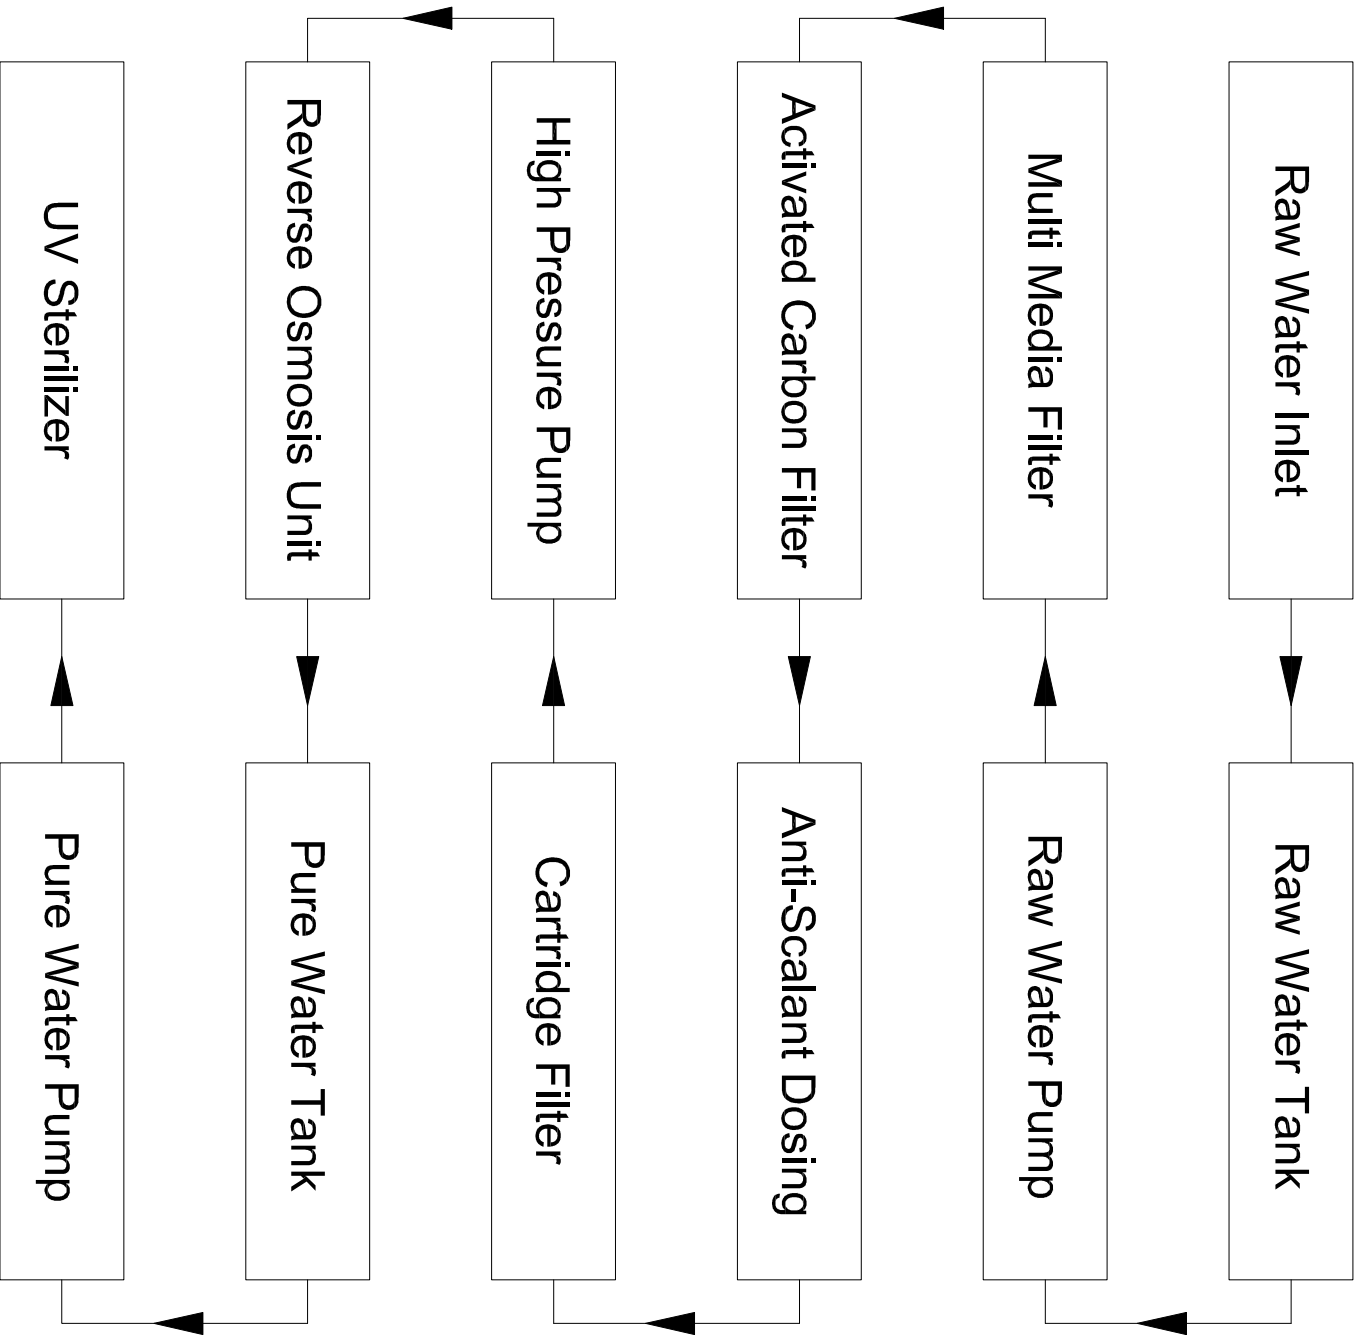 Raw Water Inlet
Raw Water Tank
Raw Water Pump
Multi Media Filter
Activated Carbon Filter
Anti-Scalant Dosing
Cartridge Filter
High Pressure Pump
Reverse Osmosis Unit
Pure Water Tank
Pure Water Pump
UV Sterilizer